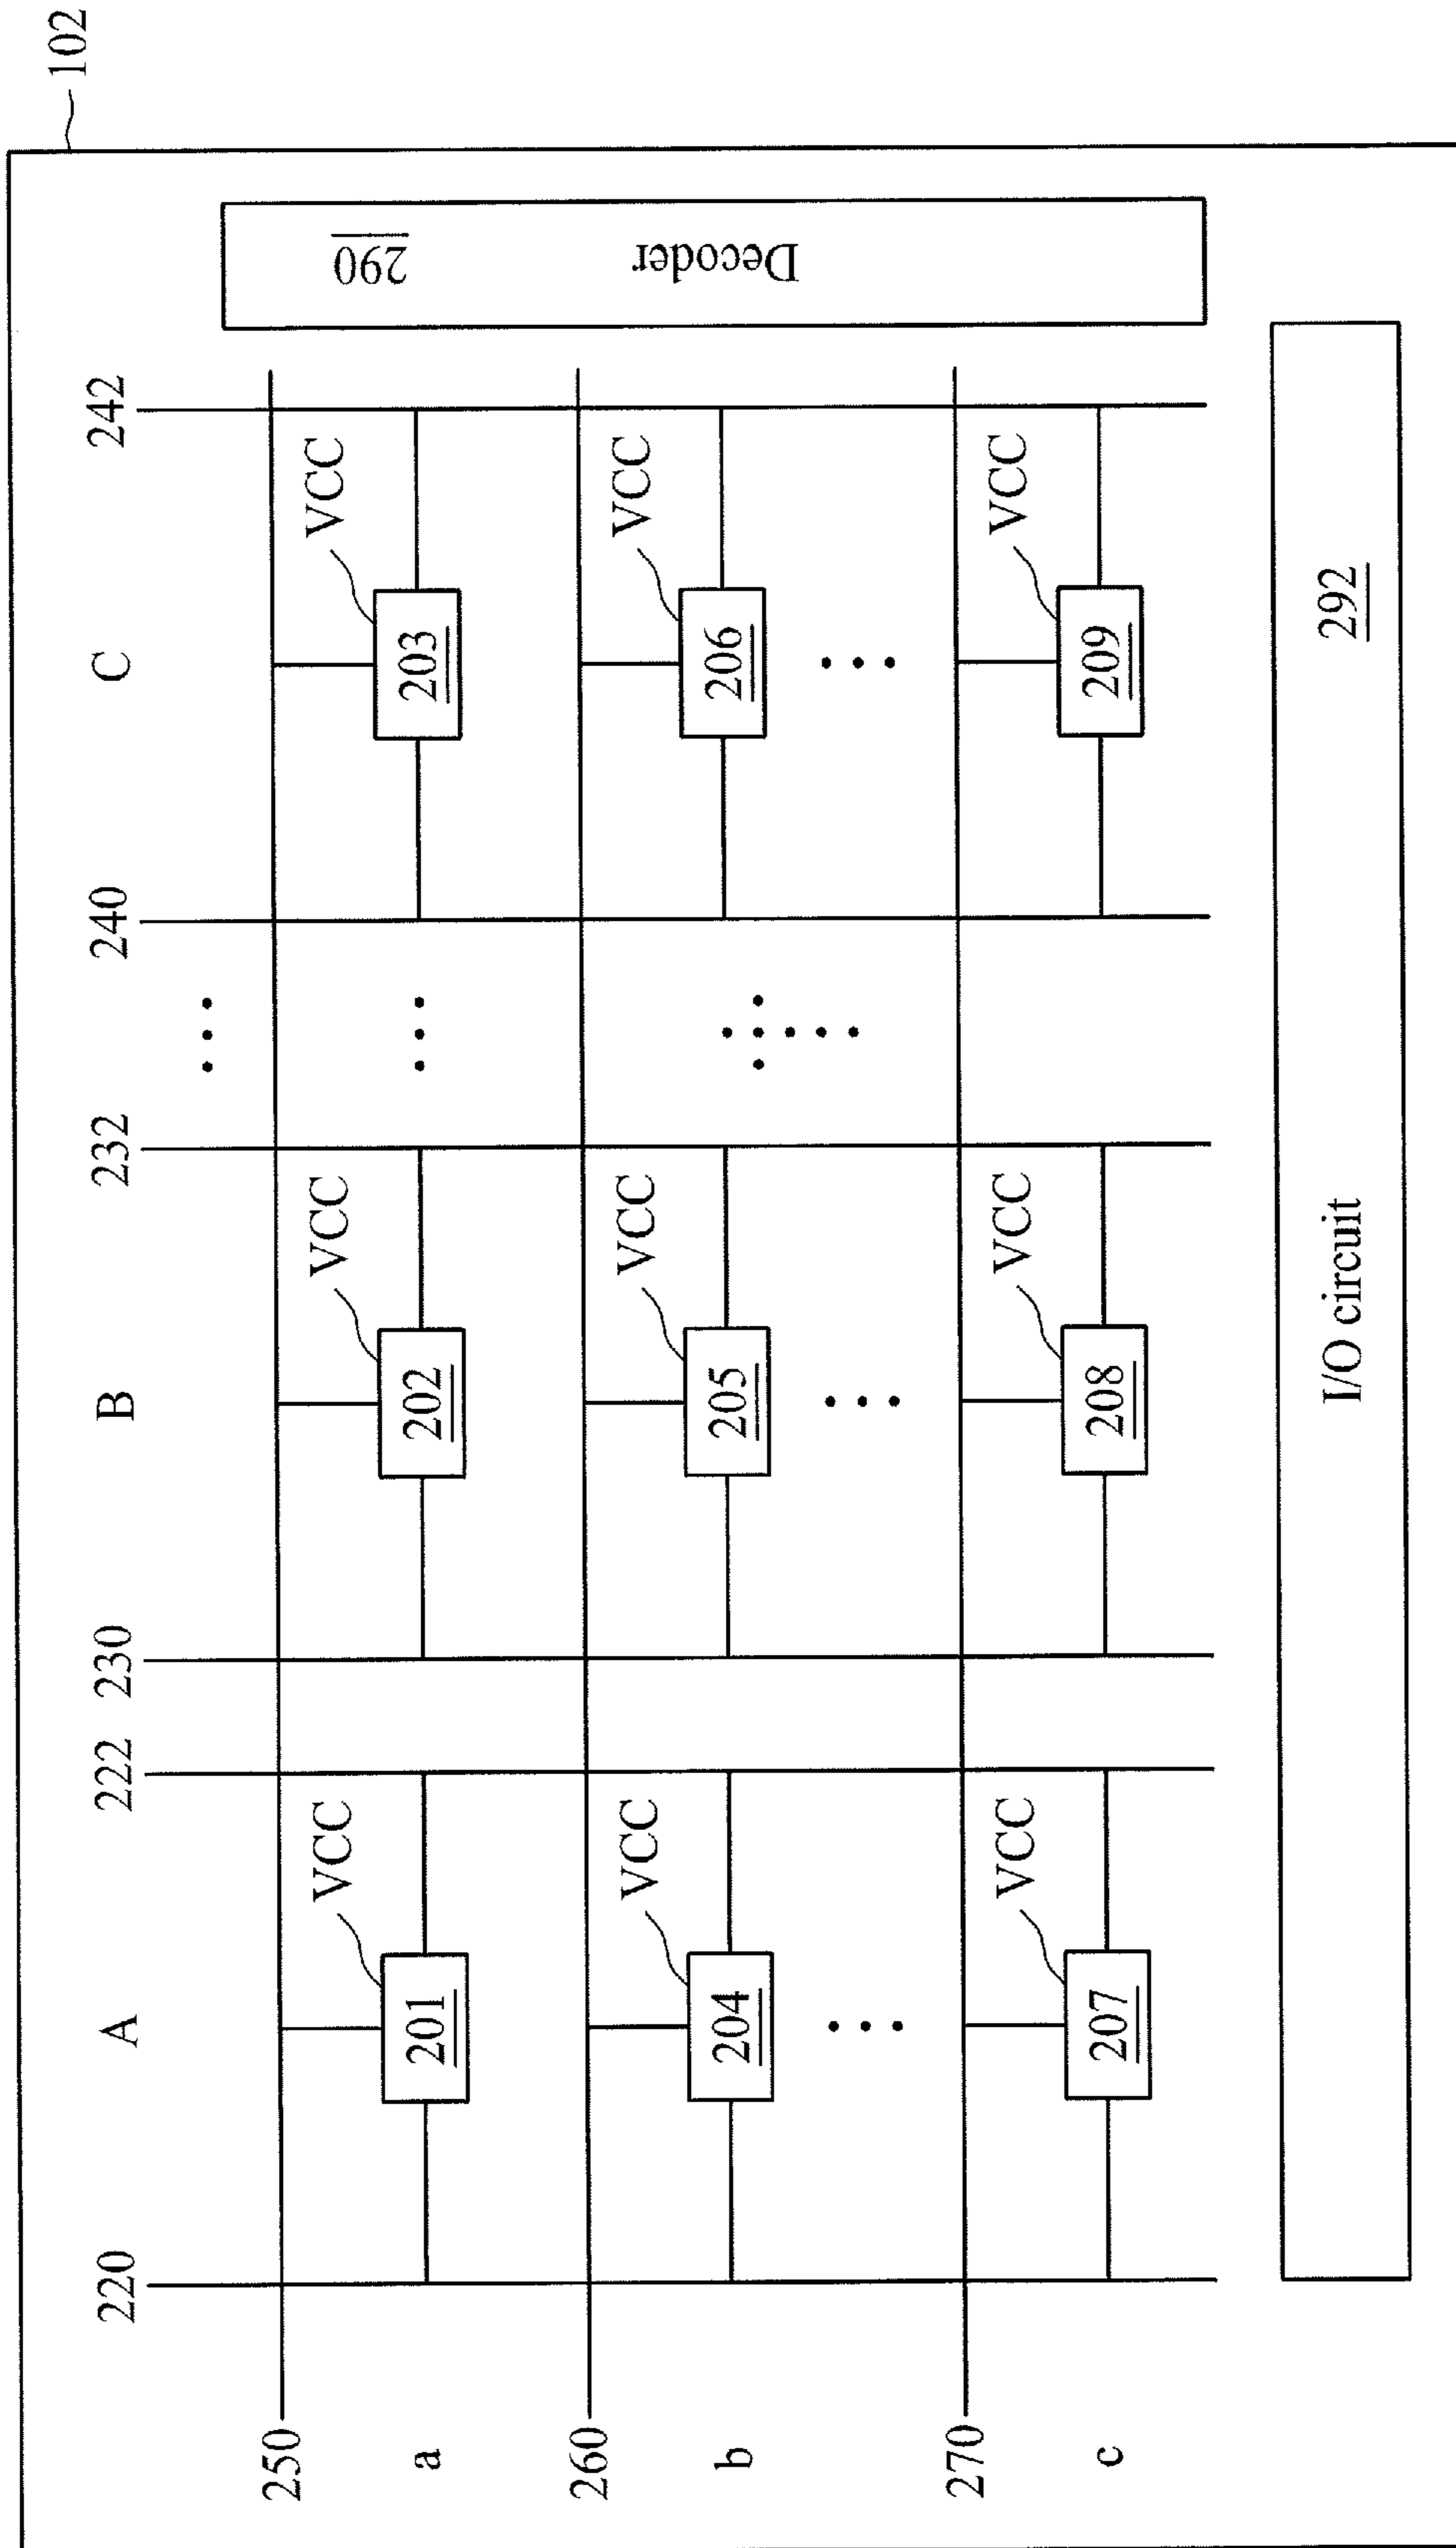 102
A
B
C
220
222
230
232
240
242
250
a
VCC
VCC
VCC
201
202
203
260
b
VCC
VCC
VCC
204
205
206
270
c
VCC
VCC
VCC
207
208
209
Decoder
290
I/O circuit
292